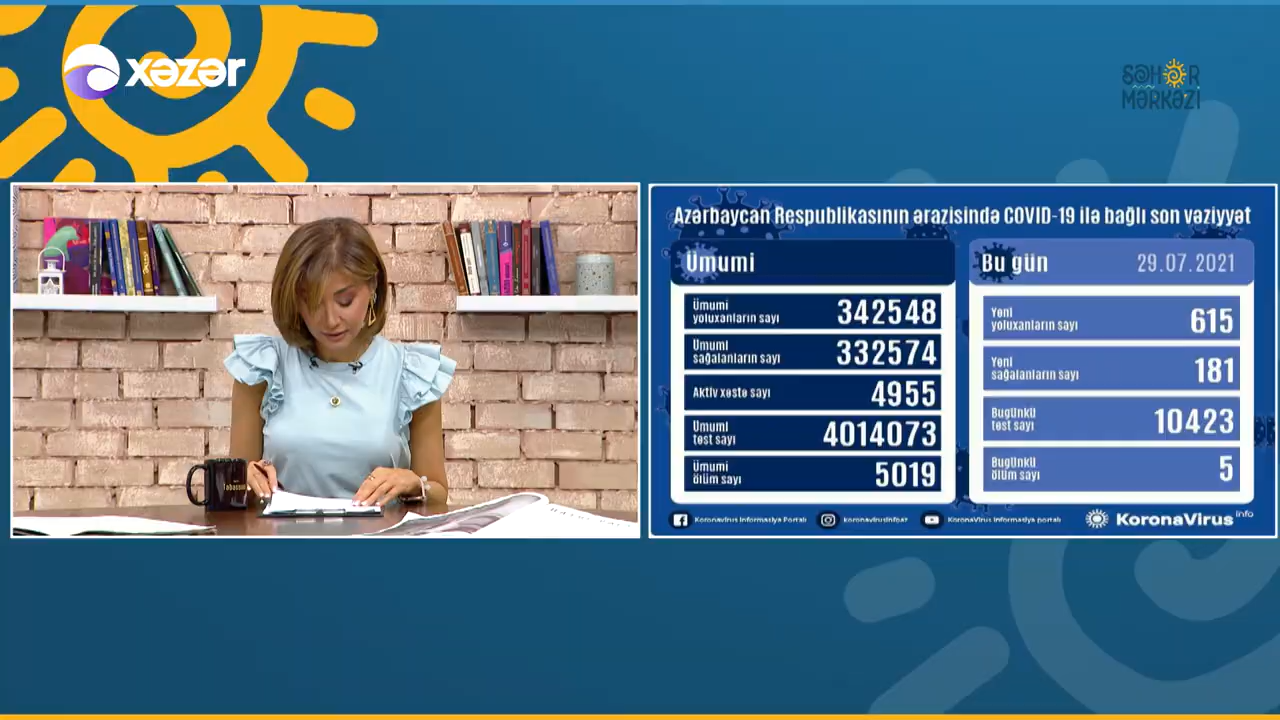 xəzər
SƏHƏR
MƏRKƏZİ
Azərbaycan Respublikasının ərazisində COVID-19 ilə bağlı son vəziyyət
Ümumi
Ümumi
yoluxanların sayı
342548
Ümumi
sağalanların sayı
332574
Aktiv xəstə sayı
4955
Ümumi
test sayı
4014073
Ümumi
ölüm sayı
5019
Bu gün
29.07.2021
Yeni
yoluxanların sayı
615
Yeni
sağalanların sayı
181
Bugünkü
test sayı
10423
Bugünkü
ölüm sayı
5
Koronavirus İnformasiya Portalı
koronavirusinfoaz
KoronaVirus informasiya portalı
KoronaVirus info